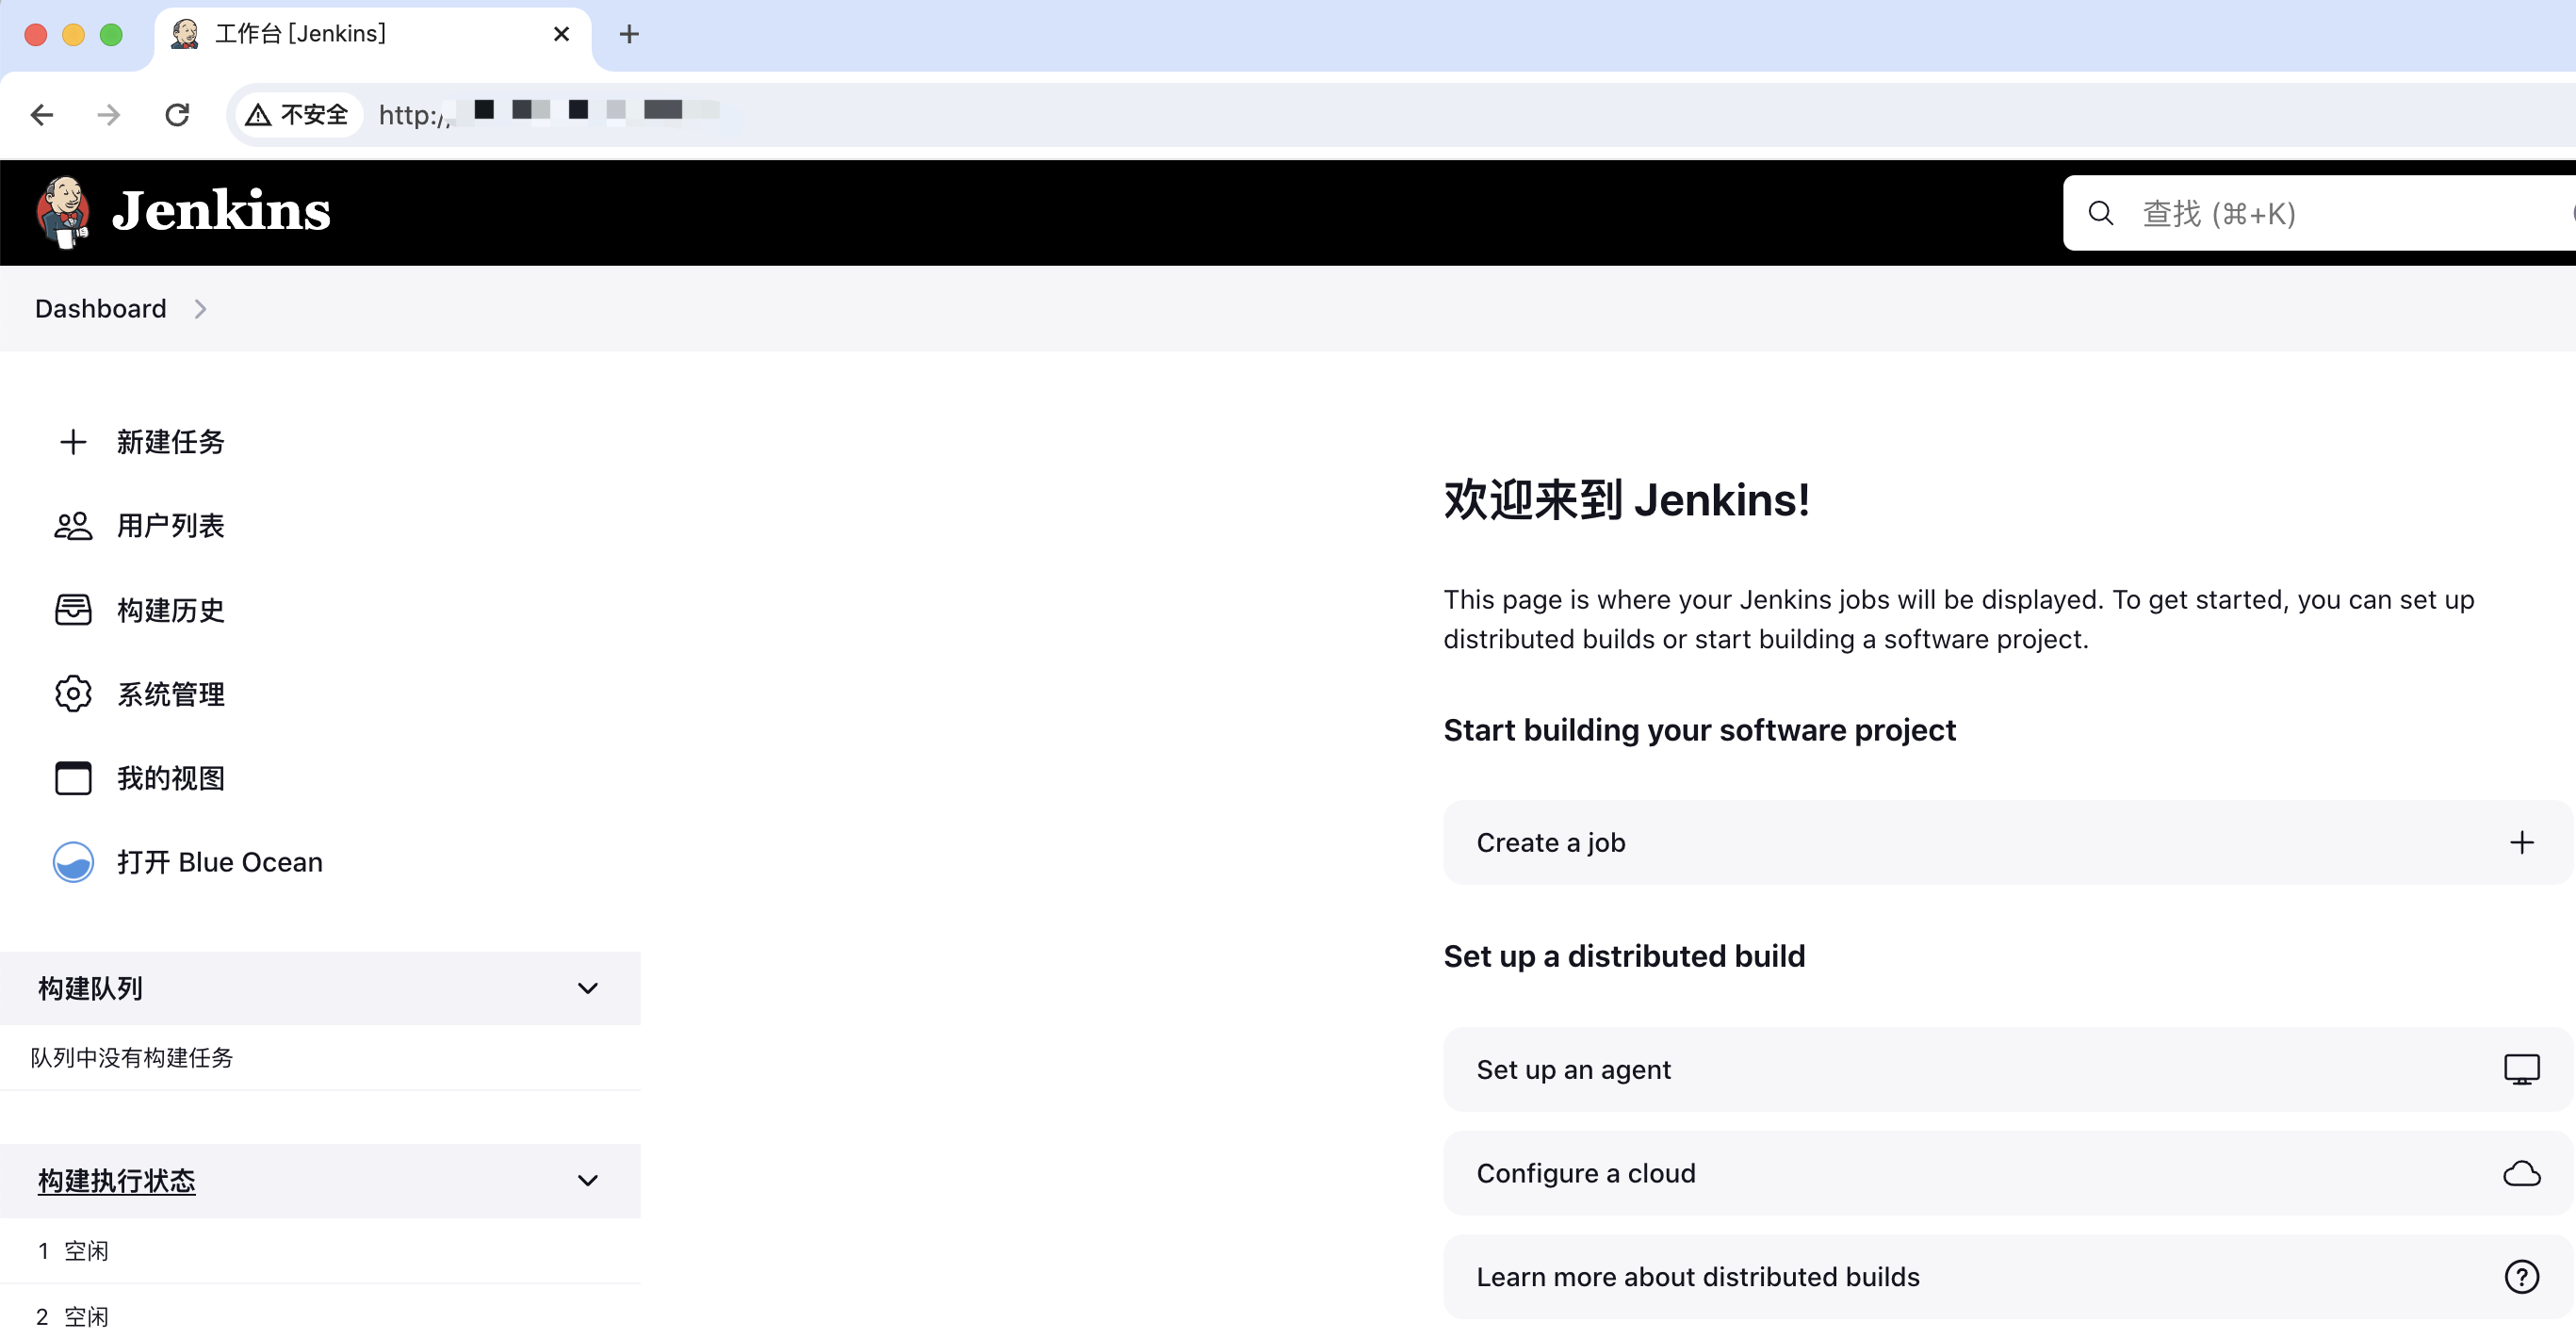 工作台 [Jenkins]
不安全 http:/
Jenkins
查找 (⌘+K)
Dashboard
新建任务
用户列表
构建历史
系统管理
我的视图
打开 Blue Ocean
构建队列
队列中没有构建任务
构建执行状态
1 空闲
2 空闲
欢迎来到 Jenkins!
This page is where your Jenkins jobs will be displayed. To get started, you can set up
distributed builds or start building a software project.
Start building your software project
Create a job
Set up a distributed build
Set up an agent
Configure a cloud
Learn more about distributed builds